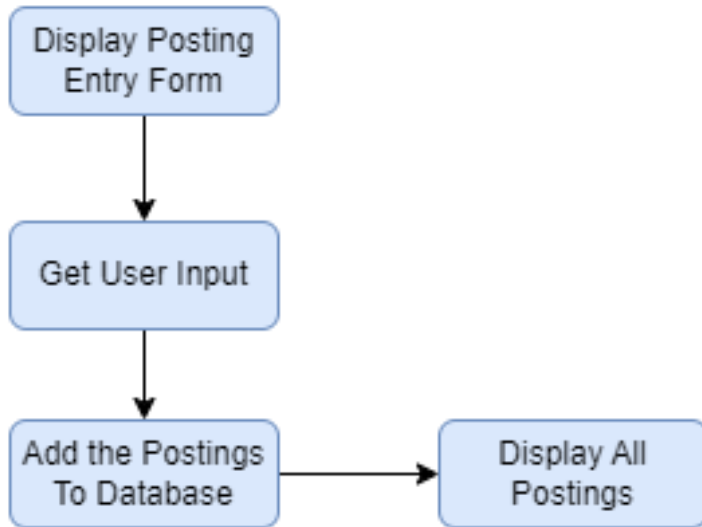 Display Posting
Entry Form
Get User Input
Add the Postings
To Database
Display All
Postings